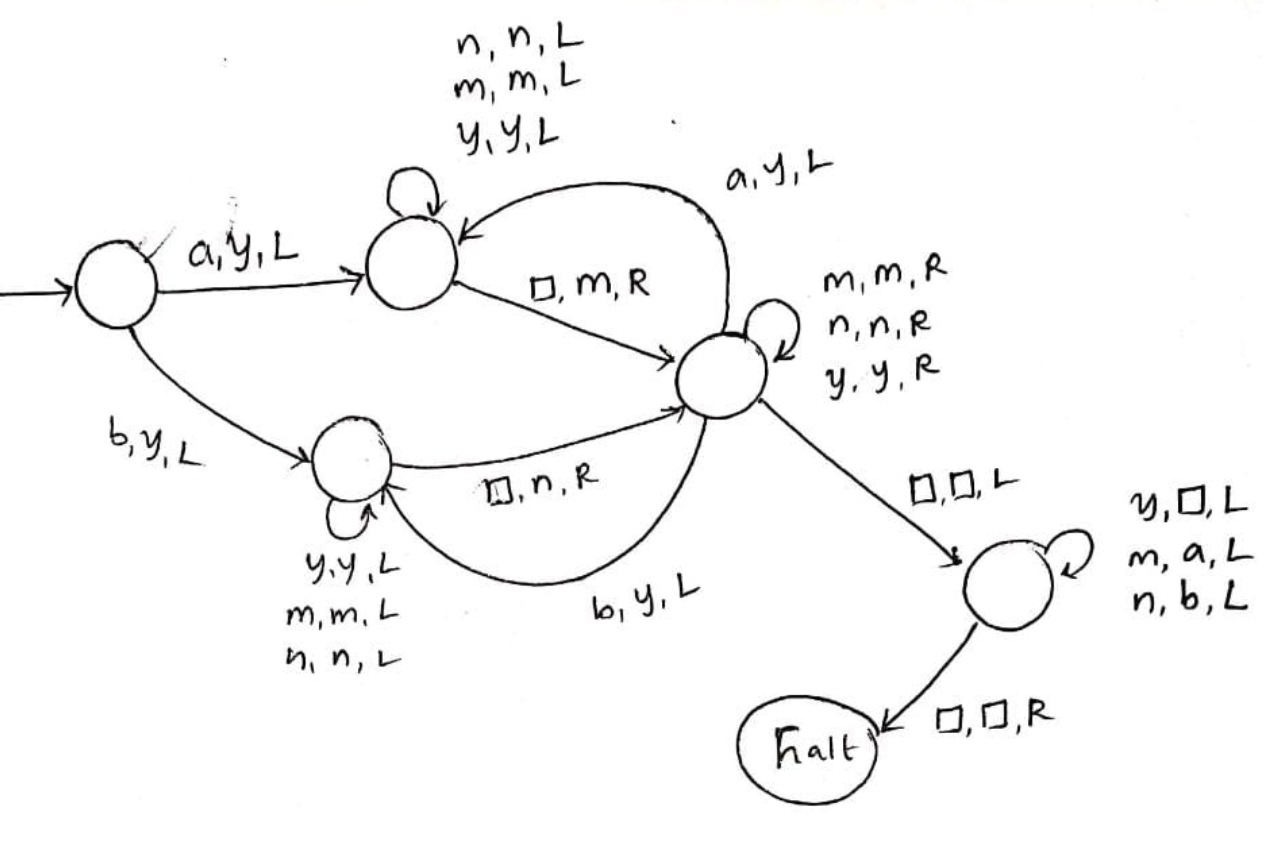 n, n, L
m, m, L
y, y, L
a, y, L
a, y, L
□, m, R
m, m, R
n, n, R
y, y, R
b, y, L
□, n, R
□, □, L
y, □, L
m, a, L
n, b, L
y, y, L
m, m, L
n, n, L
b, y, L
□, □, R
halt